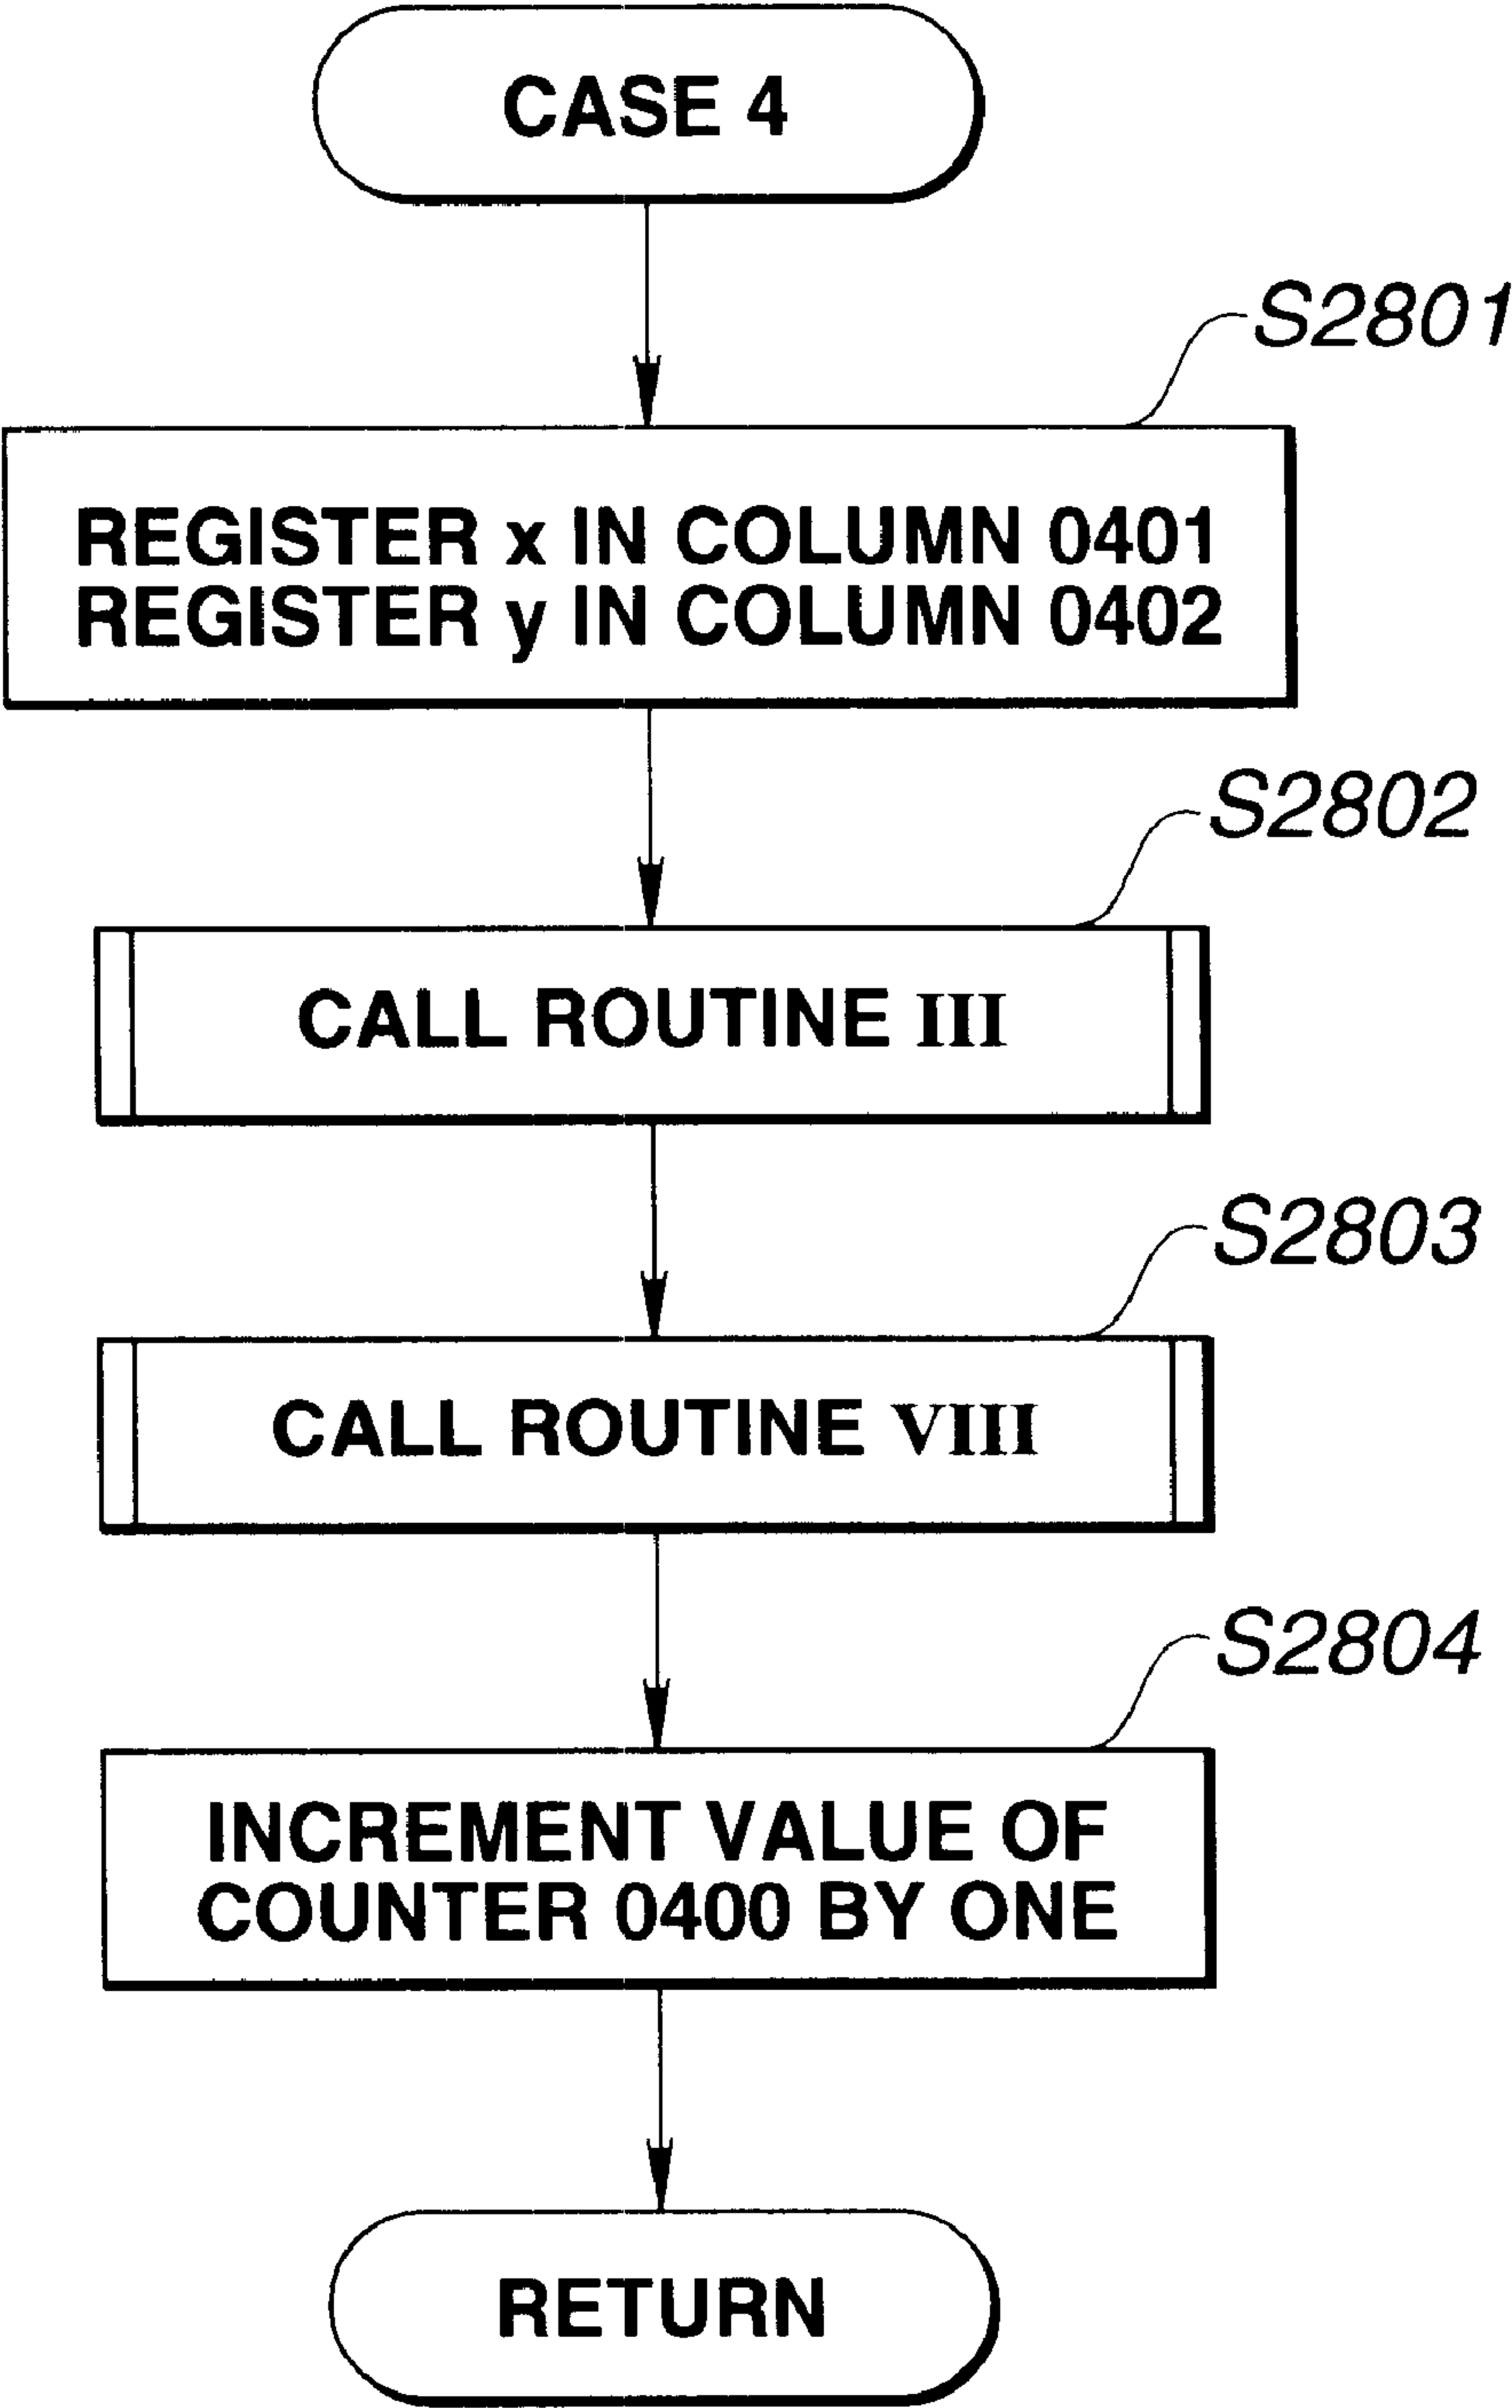 CASE 4
S2801
REGISTER x IN COLUMN 0401
REGISTER y IN COLUMN 0402
S2802
CALL ROUTINE III
S2803
CALL ROUTINE VIII
S2804
INCREMENT VALUE OF
COUNTER 0400 BY ONE
RETURN